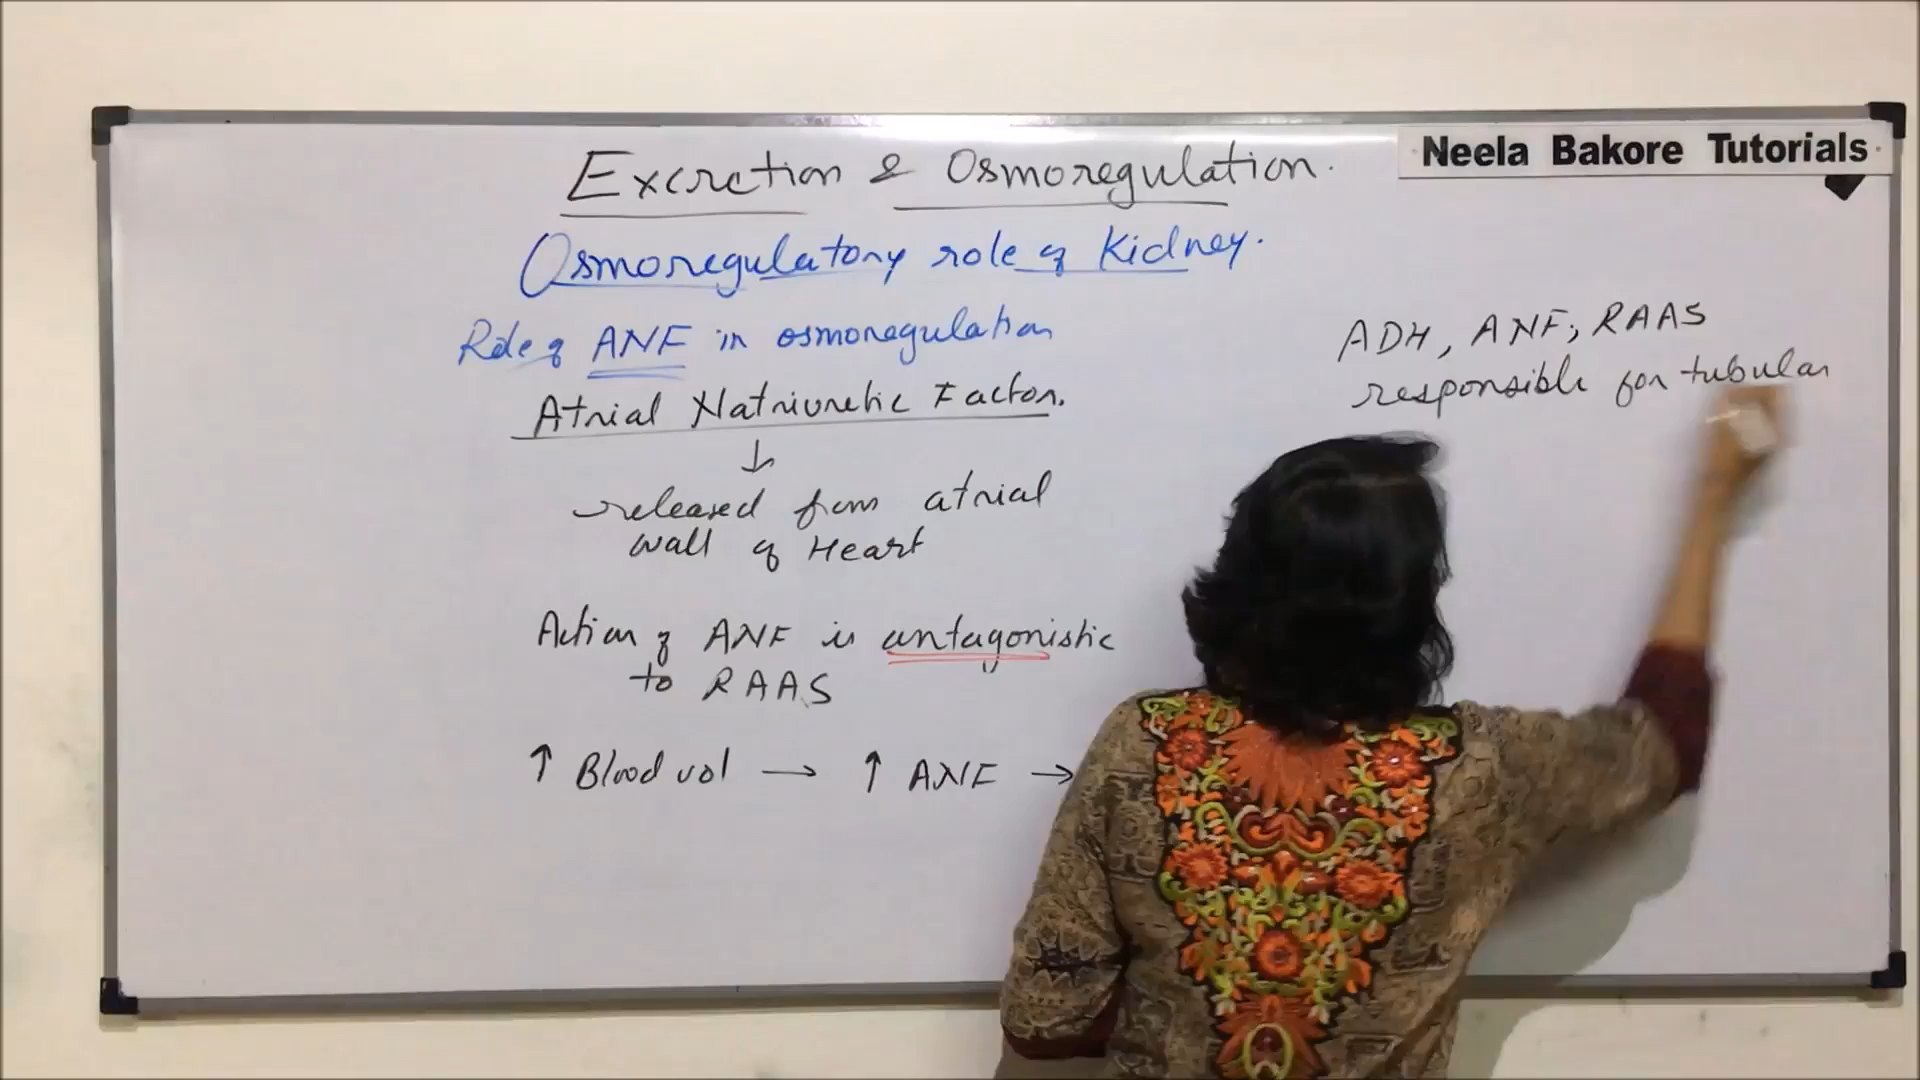 Neela Bakore Tutorials
Excretion & Osmoregulation.
Osmoregulatory role of Kidney.
Role of ANF in osmoregulation
Atrial Natriuretic Factor.
↓
released from atrial
wall of Heart
Action of ANF is antagonistic
to RAAS
↑ Blood vol → ↑ ANF →
ADH, ANF, RAAS
responsible for tubular